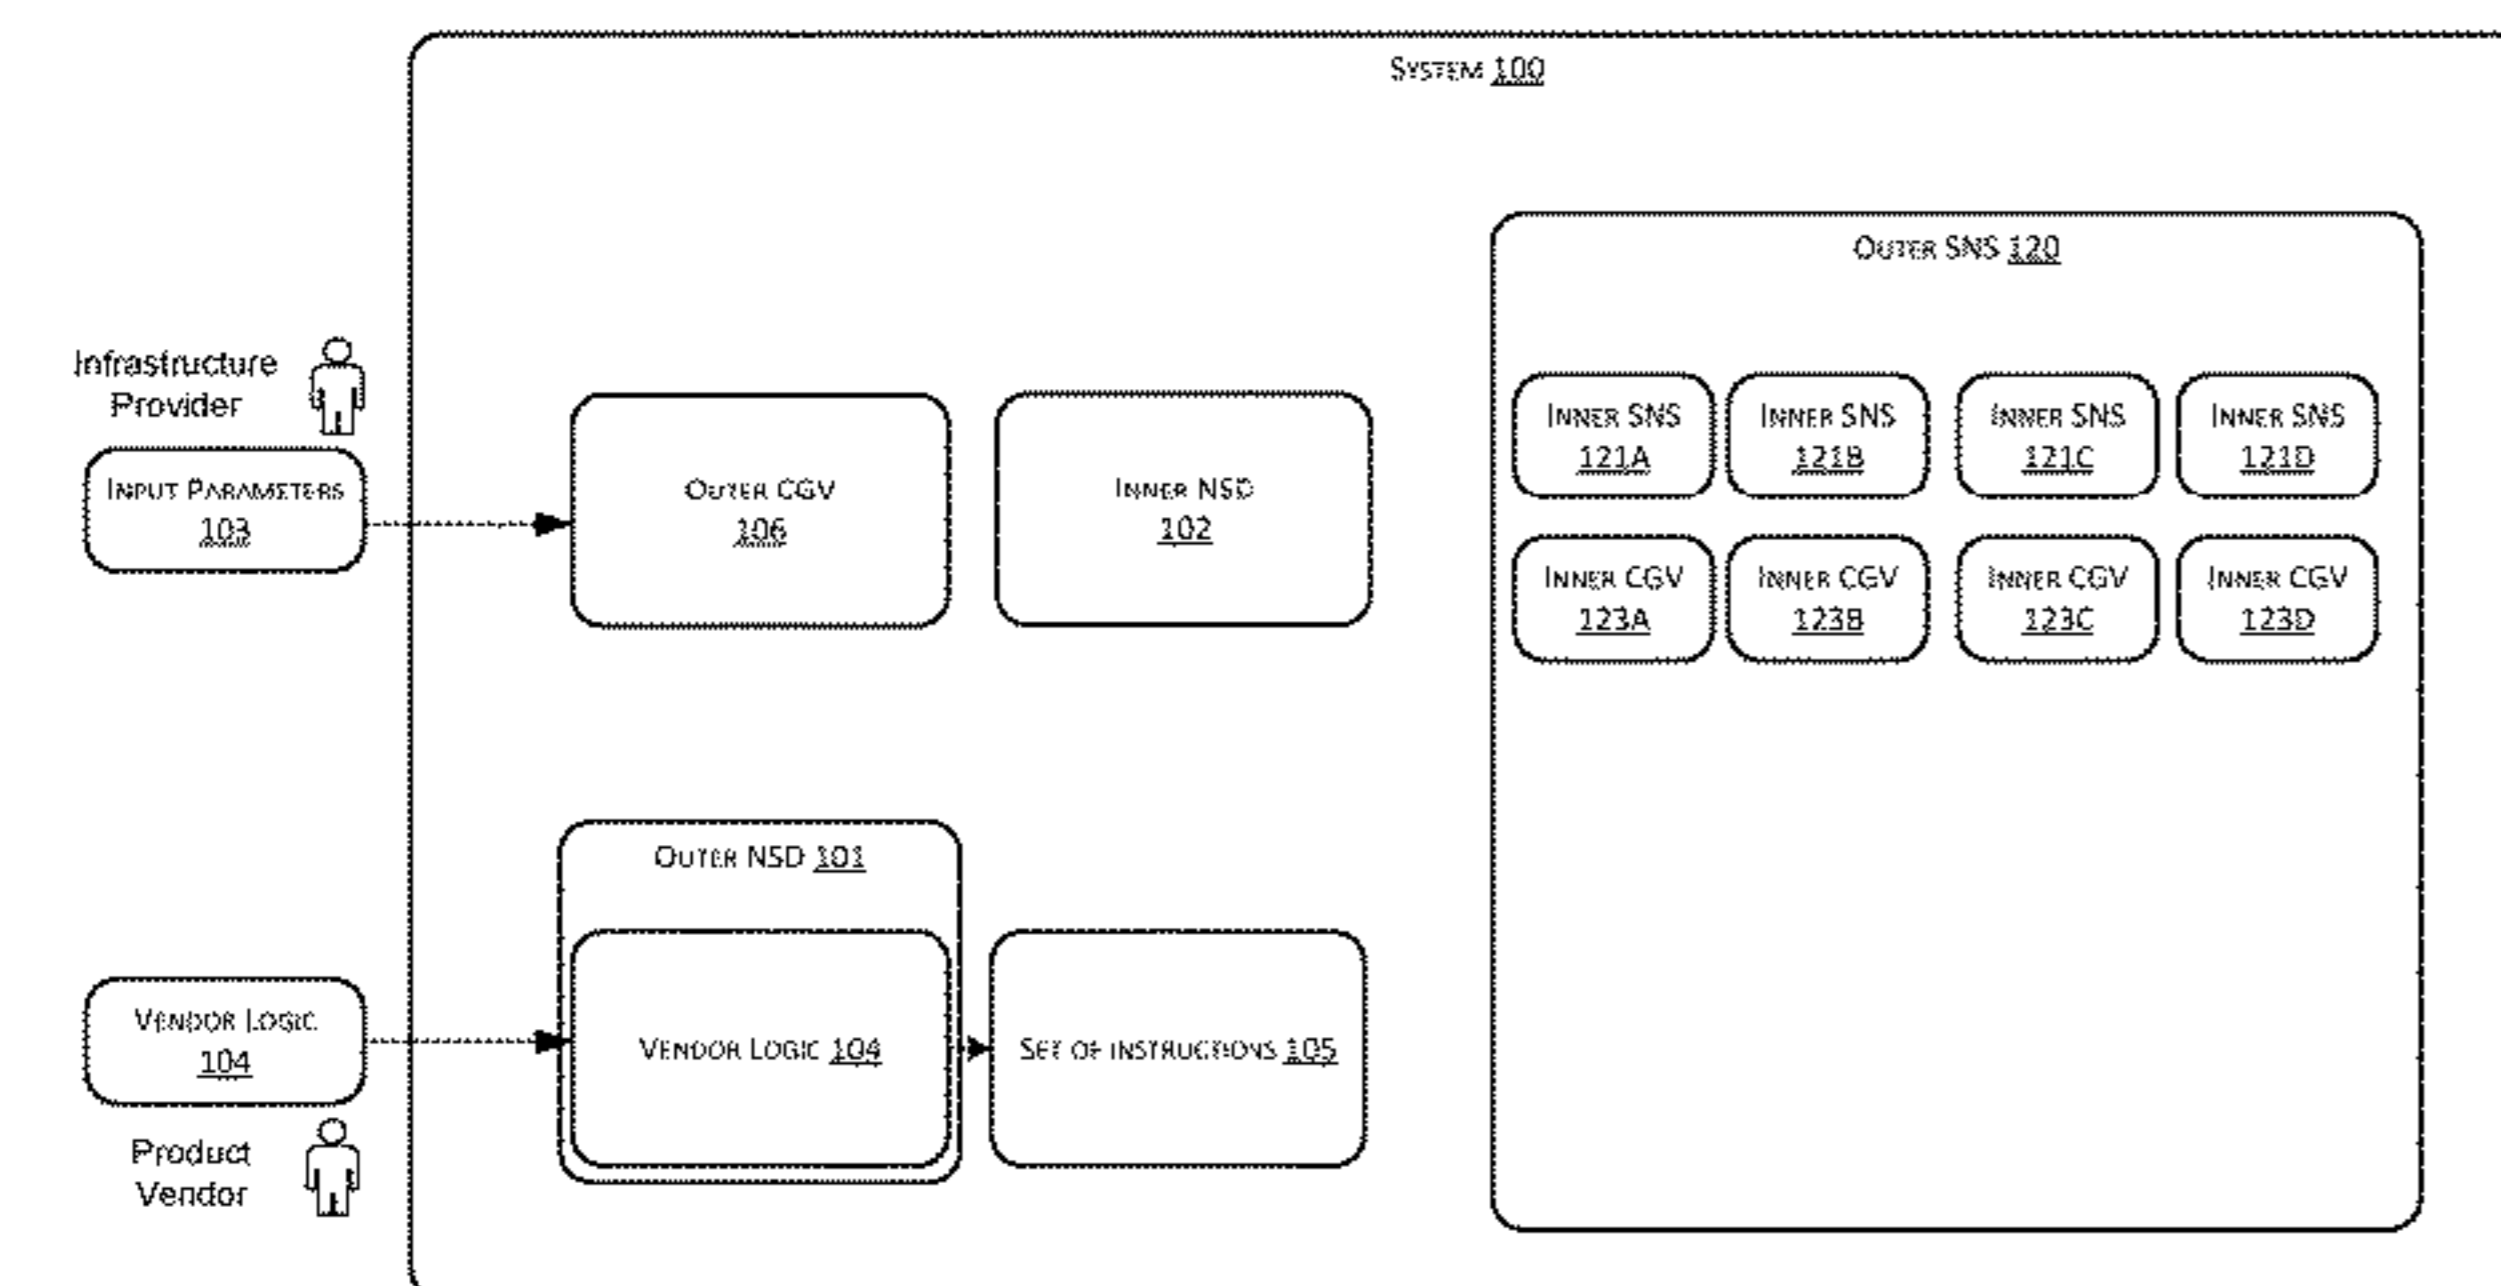 SYSTEM 100
OUTER SNS 120
Infrastructure
Provider
INPUT PARAMETERS
103
OUTER CGV
106
INNER NSD
102
INNER SNS
121A
INNER SNS
121B
INNER SNS
121C
INNER SNS
121D
INNER CGV
123A
INNER CGV
123B
INNER CGV
123C
INNER CGV
123D
OUTER NSD 101
VENDOR LOGIC
104
VENDOR LOGIC 104
SET OF INSTRUCTIONS 105
Product
Vendor